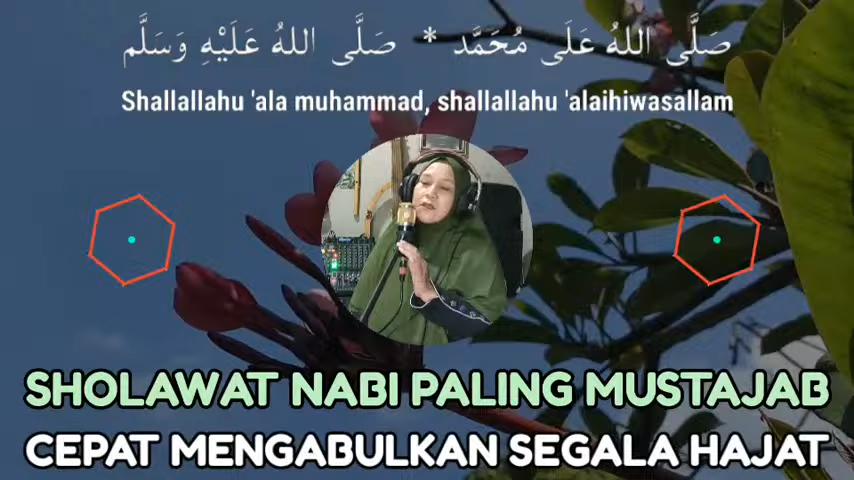 صَلَّى اللهُ عَلَى مُحَمَّد * صَلَّى اللهُ عَلَيْهِ وَسَلَّم
Shallallahu 'ala muhammad, shallallahu 'alaihiwasallam
SHOLAWAT NABI PALING MUSTAJAB
CEPAT MENGABULKAN SEGALA HAJAT